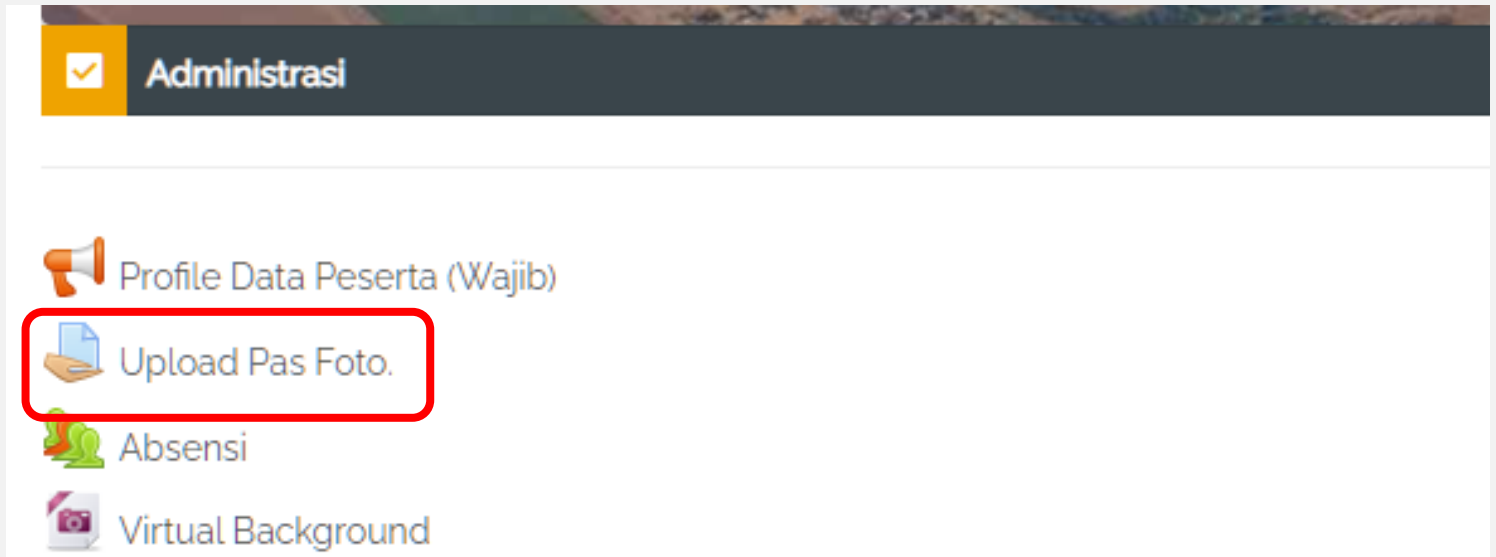 Administrasi
Profile Data Peserta (Wajib)
Upload Pas Foto.
Absensi
Virtual Background